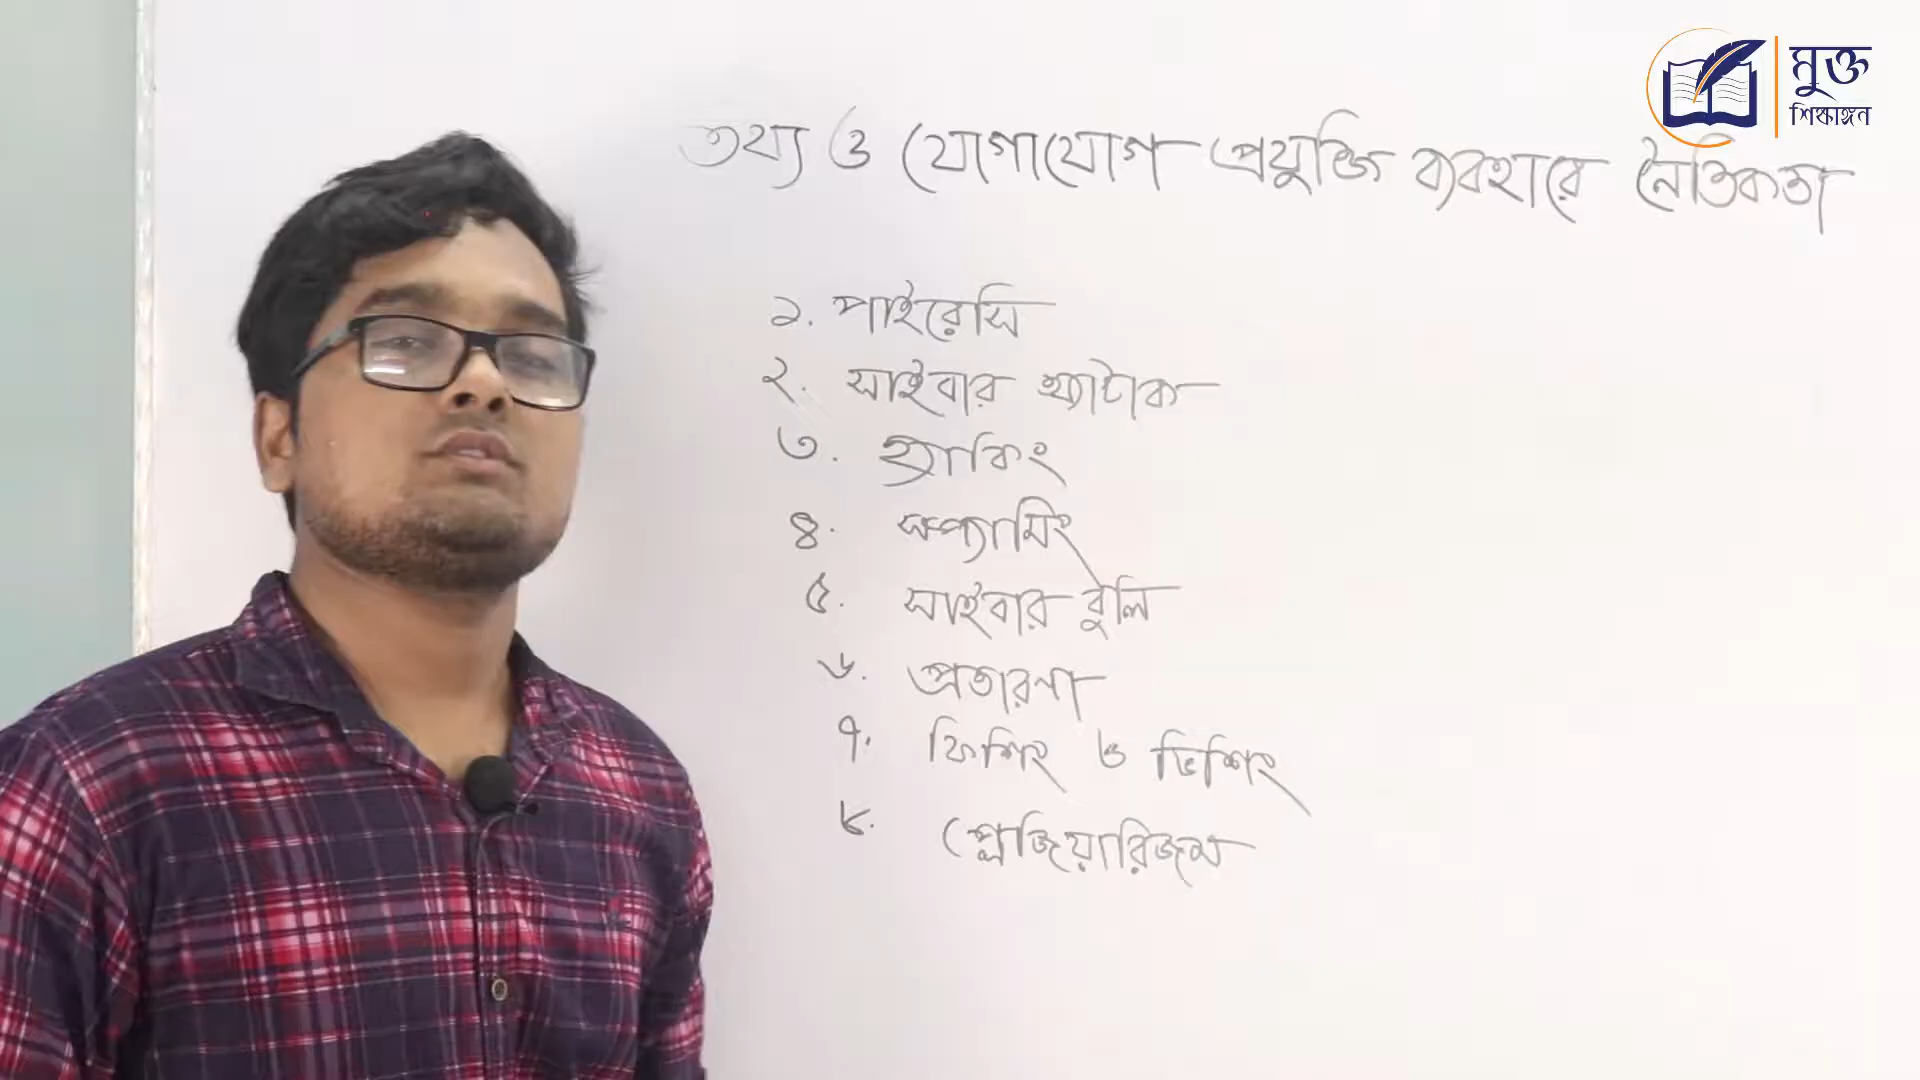 মুক্ত
শিক্ষাঙ্গন
তথ্য ও যোগাযোগ প্রযুক্তি ব্যবহারে নৈতিকতা
১. পাইরেসি
২. সাইবার অ্যাটাক
৩. হ্যাকিং
৪. স্প্যামিং
৫. সাইবার বুলি
৬. প্রতারণা
৭. ফিশিং ও ভিশিং
৮. প্লেজিয়ারিজম